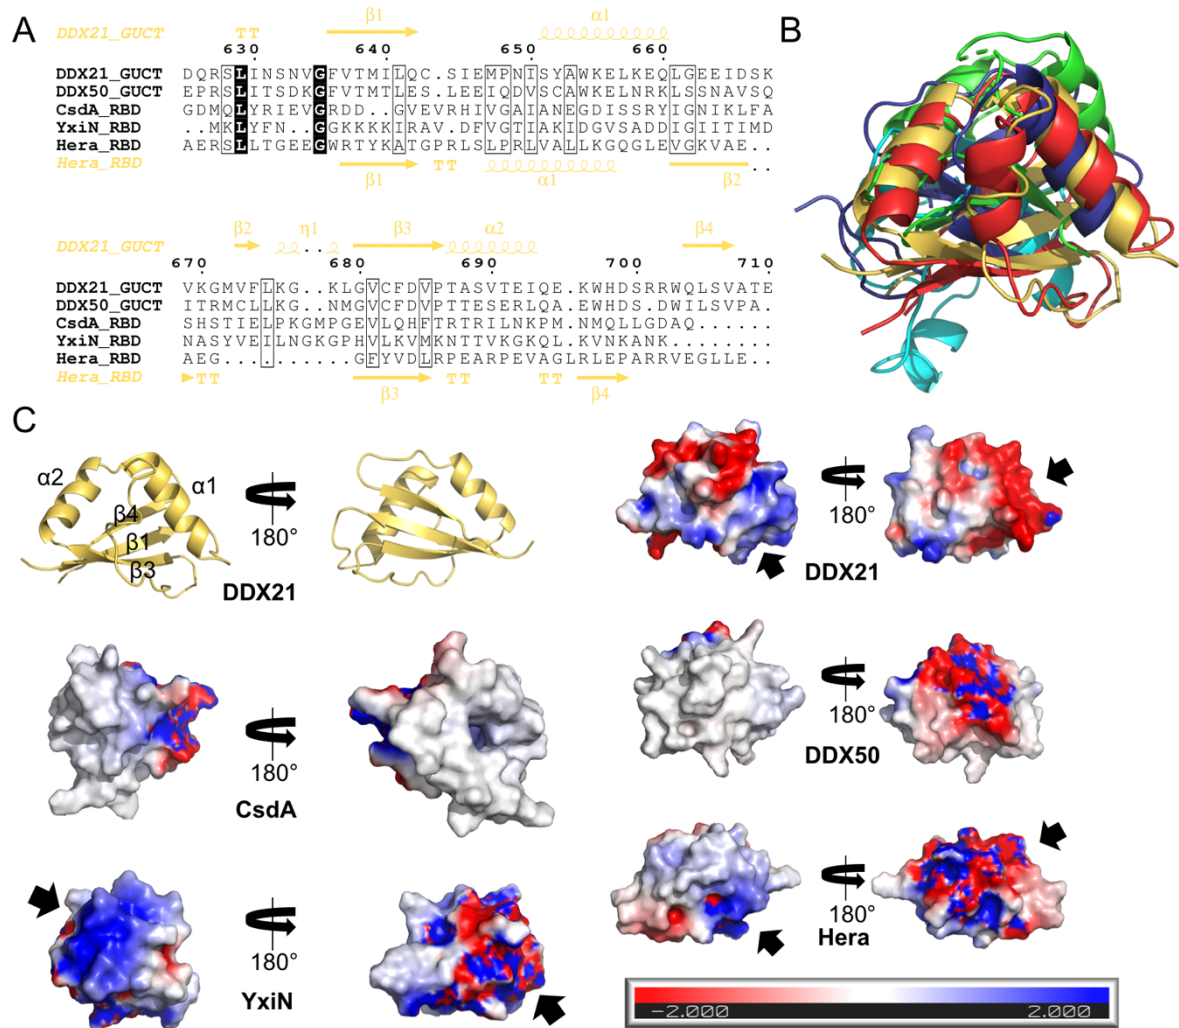 A
B
DDX21_GUCT
β1
α1
TT
630 640 650 660
DDX21_GUCT DQRSLINSNVGFVTMILQC.SIEMPNISYAWKELKEQLGEEIDSK
DDX50_GUCT EPRSLITSDKGFVTMTLES.LEEIQDVSCAWKELNRKLSSNAVSQ
CsdA_RBD GDMQLYRIEVGRDD.GVEVRHIVGAIANEGDISSRYIGNIKLFA
YxiN_RBD ..MKLYFN..GGKKKKIRAV.DFVGTIAKIDGVSADDIGIITIMD
Hera_RBD AERSLLTGEEGWRTYKATGPRLSLPRLVALLKGQGLEVGKVAE..
Hera_RBD
β1
TT
α1
β2
DDX21_GUCT
β2
η1
β3
α2
β4
670 680 690 700 710
DDX21_GUCT VKGMVFLKG..KLGVCFDVPTASVTEIQE.KWHDSRRWQLSVATE
DDX50_GUCT ITRMCLLKG..NMGVCFDVPTTESERLQA.EWHDSDWILSVPA.
CsdA_RBD SHSTIELPKGMPGEVLQHFTRTRILNKPM.NMQLLGDAQ......
YxiN_RBD NASYVEILNGKGPHVLKVMKNTTVKGKQL.KVNKANK........
Hera_RBD AEG.......GFYVDLRPEARPEVAGLRLEPARRVEGLLE..
Hera_RBD
TT
β3
TT
TT
β4
C
α2
α1
β4
β1
β3
180°
DDX21
180°
DDX21
180°
CsdA
180°
DDX50
180°
YxiN
180°
Hera
-2.000
2.000